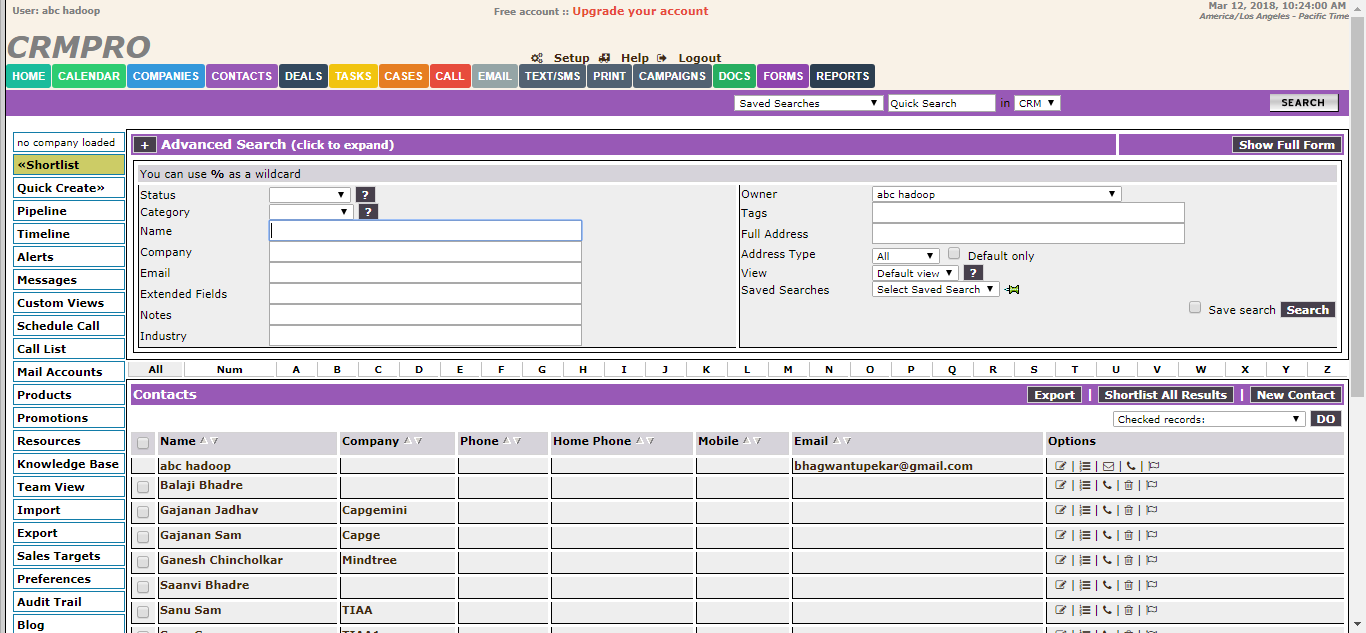 User: abc hadoop
Free account :: Upgrade your account
Mar 12, 2018, 10:24:00 AM
America/Los Angeles - Pacific Time
CRMPRO
Setup Help Logout
HOME CALENDAR COMPANIES CONTACTS DEALS TASKS CASES CALL EMAIL TEXT/SMS PRINT CAMPAIGNS DOCS FORMS REPORTS
Saved Searches Quick Search in CRM SEARCH
no company loaded
«Shortlist
Quick Create»
Pipeline
Timeline
Alerts
Messages
Custom Views
Schedule Call
Call List
Mail Accounts
Products
Promotions
Resources
Knowledge Base
Team View
Import
Export
Sales Targets
Preferences
Audit Trail
Blog
+ Advanced Search (click to expand) Show Full Form
You can use % as a wildcard
Status ?
Category ?
Name
Company
Email
Extended Fields
Notes
Industry
Owner abc hadoop
Tags
Full Address
Address Type All Default only
View Default view ?
Saved Searches Select Saved Search
Save search Search
All Num A B C D E F G H I J K L M N O P Q R S T U V W X Y Z
Contacts Export | Shortlist All Results | New Contact
Checked records: DO
Name Company Phone Home Phone Mobile Email Options
abc hadoop bhagwantupekar@gmail.com
Balaji Bhadre
Gajanan Jadhav Capgemini
Gajanan Sam Capge
Ganesh Chincholkar Mindtree
Saanvi Bhadre
Sanu Sam TIAA